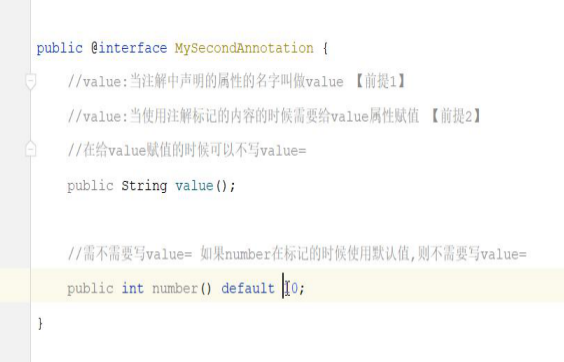 public @interface MySecondAnnotation {
//value:当注解中声明的属性的名字叫做value 【前提1】
//value:当使用注解标记的内容的时候需要给value属性赋值 【前提2】
//在给value赋值的时候可以不写value=
public String value();
//需不需要写value= 如果number在标记的时候使用默认值,则不需要写value=
public int number() default 10;
}